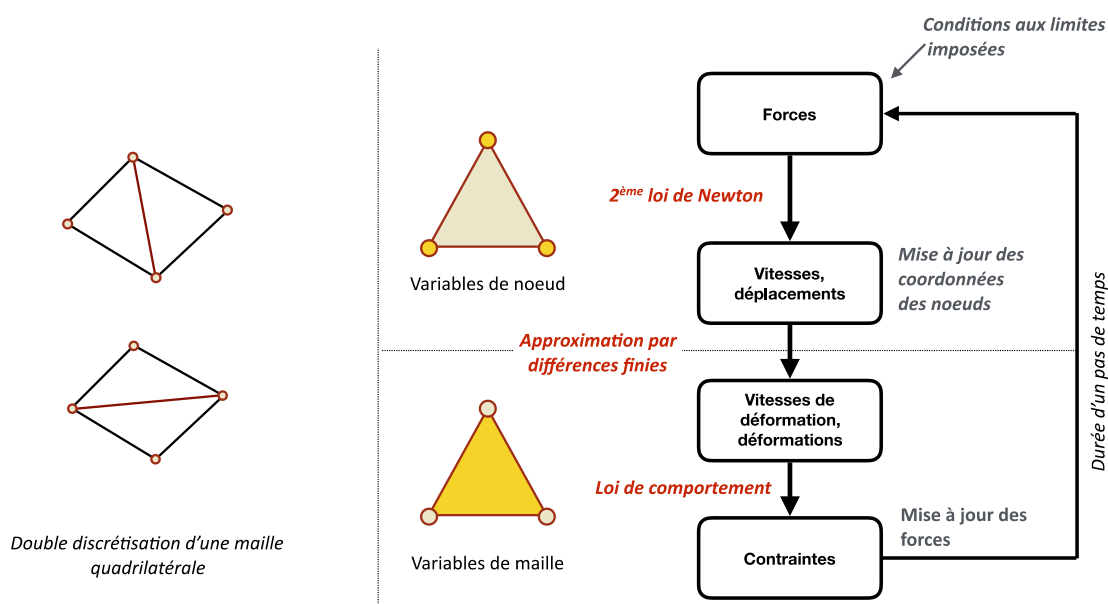 Conditions aux limites
imposées
Forces
2ème loi de Newton
Variables de noeud
Vitesses,
déplacements
Mise à jour des
coordonnées
des noeuds
Approximation par
différences finies
Vitesses de
déformation,
déformations
Loi de comportement
Contraintes
Mise à jour des
forces
Durée d'un pas de temps
Variables de maille
Double discrétisation d'une maille
quadrilatérale